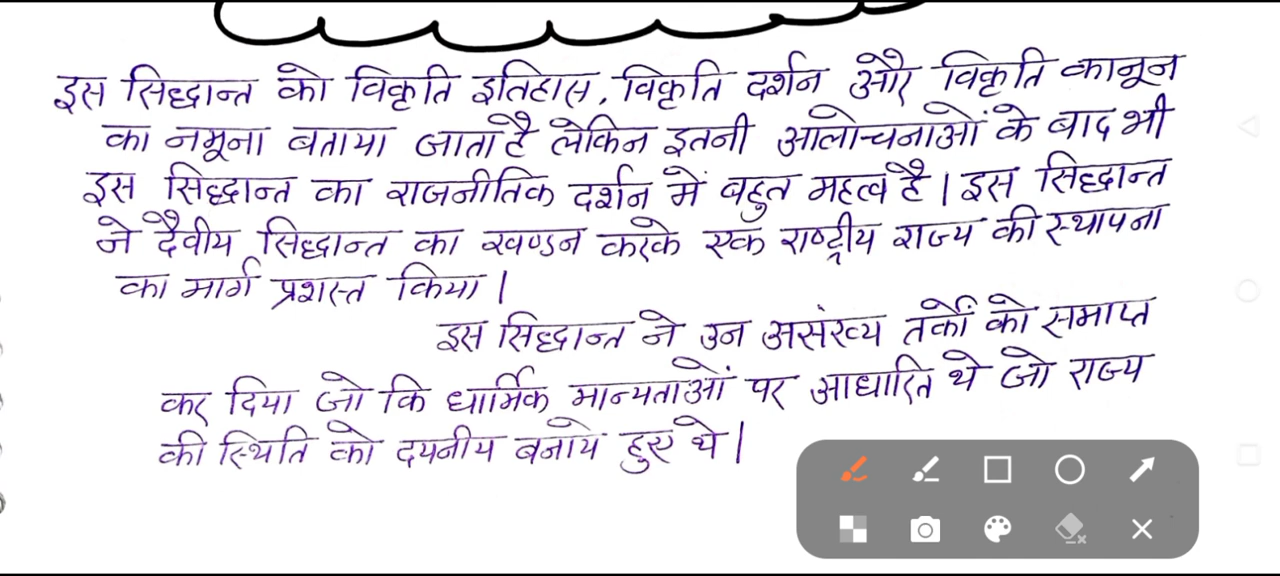 इस सिद्धान्त को विकृति इतिहास, विकृति दर्शन और विकृति कानून
का नमूना बताया जाता है लेकिन इतनी आलोचनाओं के बाद भी
इस सिद्धान्त का राजनीतिक दर्शन में बहुत महत्व है। इस सिद्धान्त
ने दैवीय सिद्धान्त का खण्डन करके एक राष्ट्रीय राज्य की स्थापना
का मार्ग प्रशस्त किया।
इस सिद्धान्त ने उन असंख्य तर्कों को समाप्त
कर दिया जो कि धार्मिक मान्यताओं पर आधारित थे जो राज्य
की स्थिति को दयनीय बनाये हुए थे।